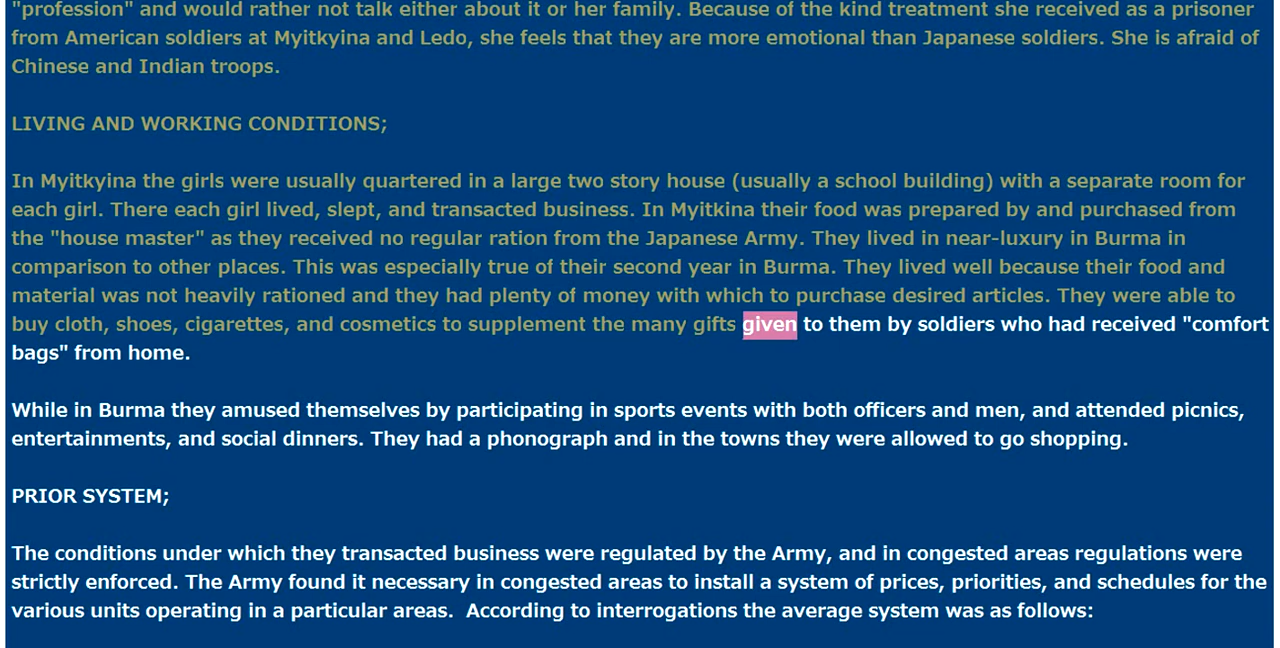 "profession" and would rather not talk either about it or her family. Because of the kind treatment she received as a prisoner
from American soldiers at Myitkyina and Ledo, she feels that they are more emotional than Japanese soldiers. She is afraid of
Chinese and Indian troops.
LIVING AND WORKING CONDITIONS;
In Myitkyina the girls were usually quartered in a large two story house (usually a school building) with a separate room for
each girl. There each girl lived, slept, and transacted business. In Myitkina their food was prepared by and purchased from
the "house master" as they received no regular ration from the Japanese Army. They lived in near-luxury in Burma in
comparison to other places. This was especially true of their second year in Burma. They lived well because their food and
material was not heavily rationed and they had plenty of money with which to purchase desired articles. They were able to
buy cloth, shoes, cigarettes, and cosmetics to supplement the many gifts given to them by soldiers who had received "comfort
bags" from home.
While in Burma they amused themselves by participating in sports events with both officers and men, and attended picnics,
entertainments, and social dinners. They had a phonograph and in the towns they were allowed to go shopping.
PRIOR SYSTEM;
The conditions under which they transacted business were regulated by the Army, and in congested areas regulations were
strictly enforced. The Army found it necessary in congested areas to install a system of prices, priorities, and schedules for the
various units operating in a particular areas.  According to interrogations the average system was as follows: